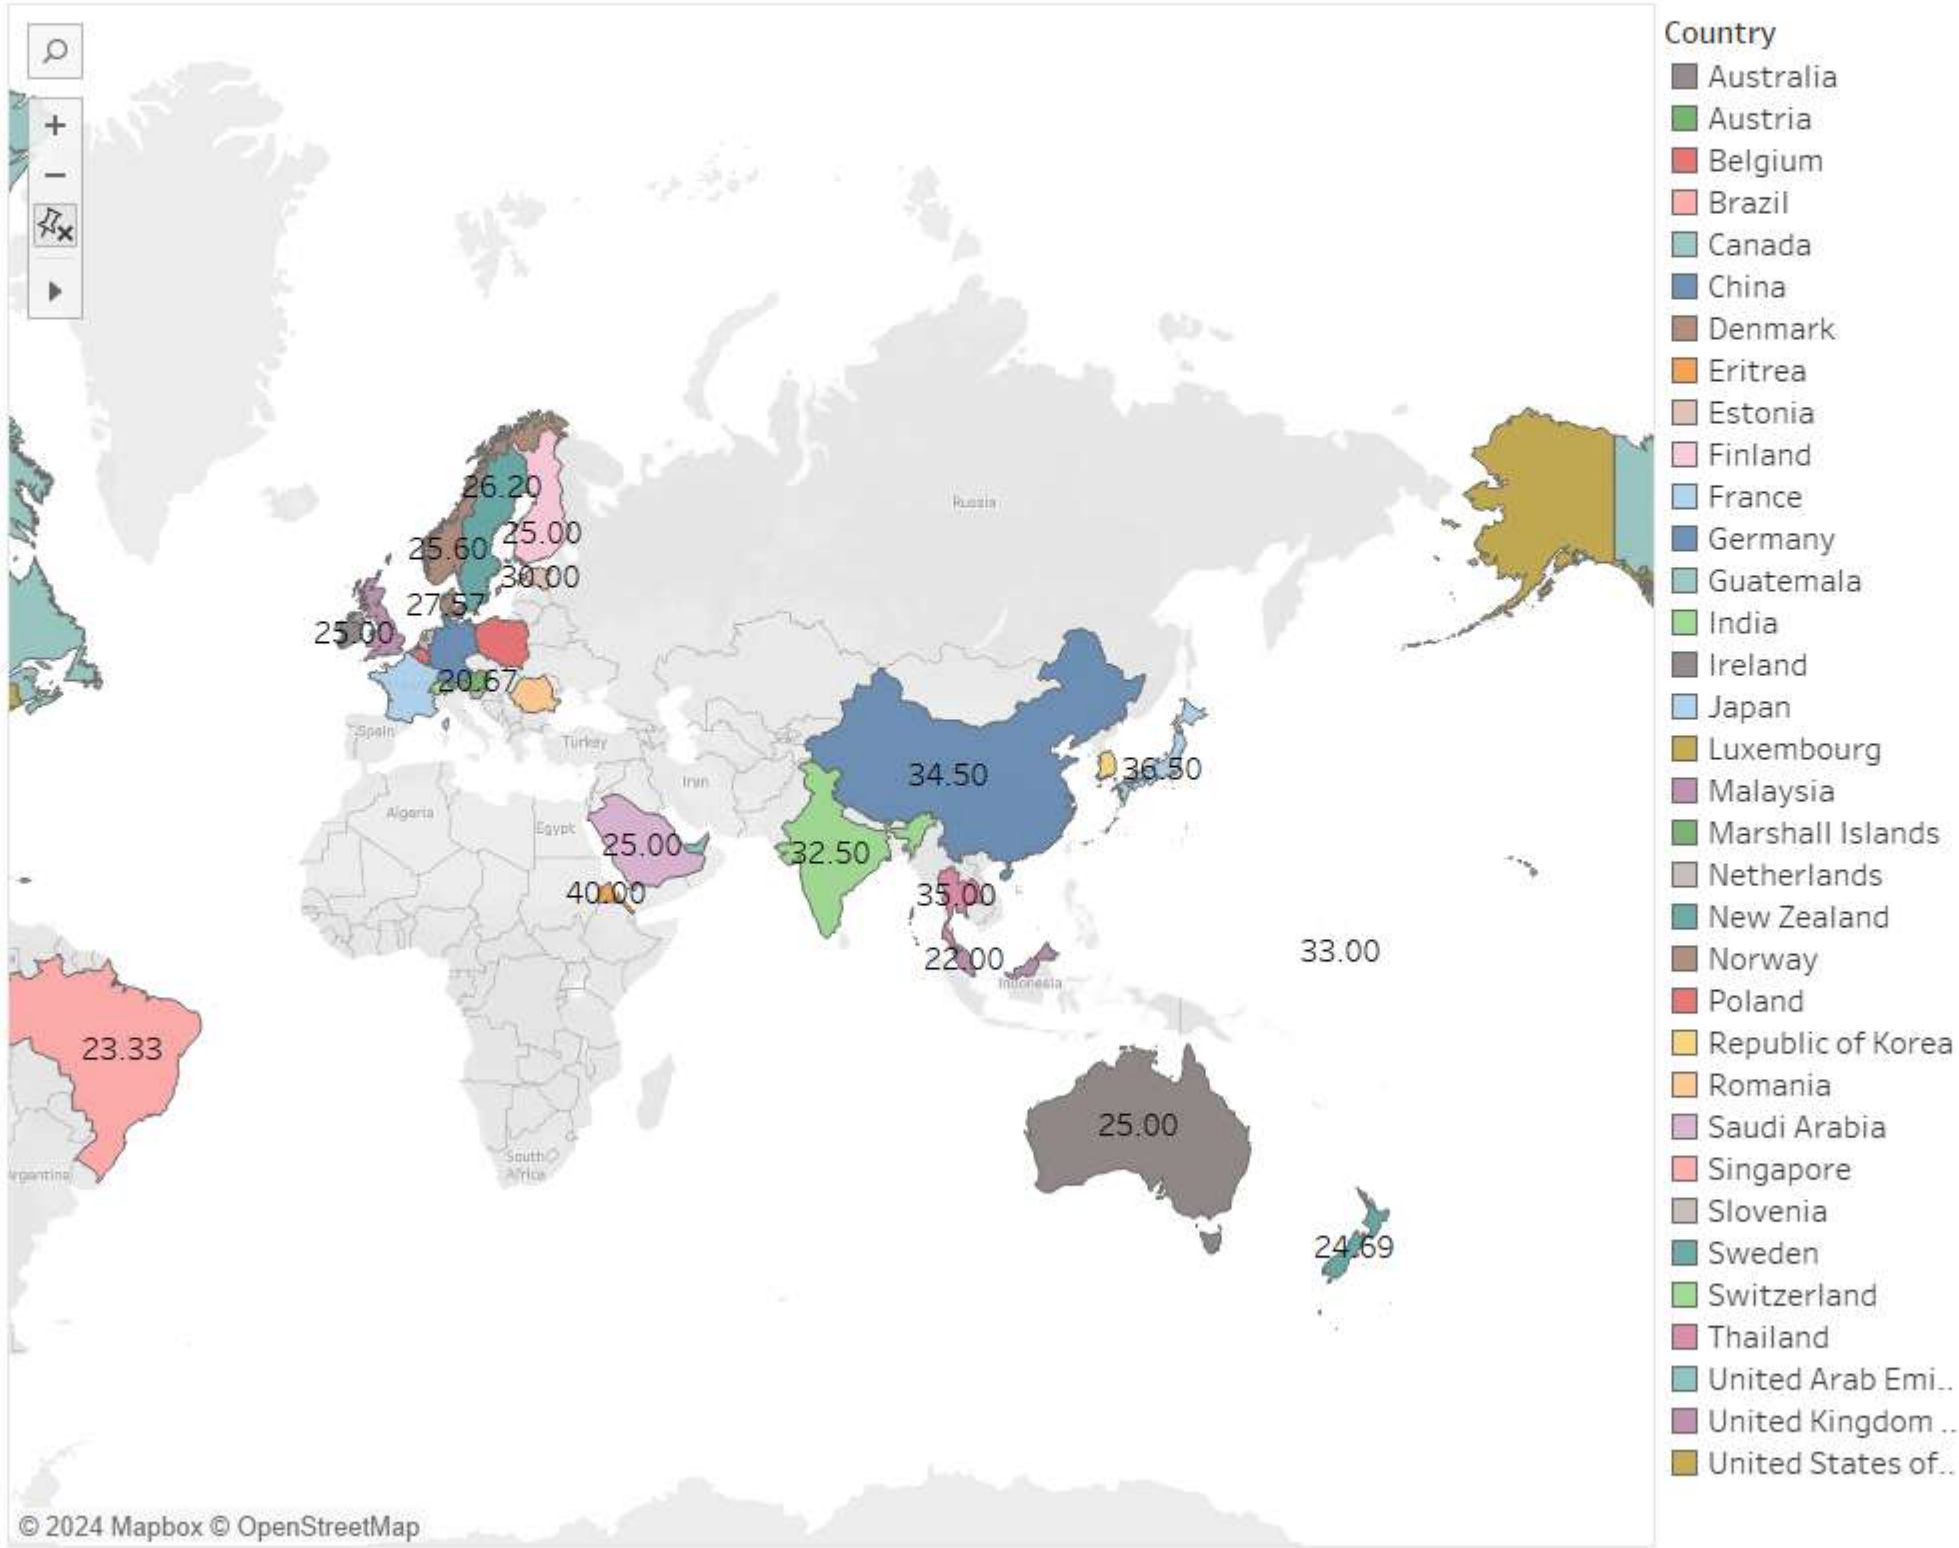 Country
Australia
Austria
Belgium
Brazil
Canada
China
Denmark
Eritrea
Estonia
Finland
France
Germany
Guatemala
India
Ireland
Japan
Luxembourg
Malaysia
Marshall Islands
Netherlands
New Zealand
Norway
Poland
Republic of Korea
Romania
Saudi Arabia
Singapore
Slovenia
Sweden
Switzerland
Thailand
United Arab Emi..
United Kingdom ..
United States of..
26.20
Russia
25.00
25.60
30.00
27.57
25.00
20.67
Spain
Turkey
34.50
36.50
Iran
Algeria
Egypt
25.00
32.50
40.00
35.00
33.00
22.00
Indonesia
23.33
25.00
South
Africa
rgentina
24.69
© 2024 Mapbox © OpenStreetMap